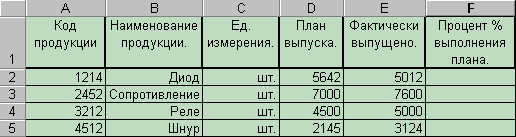 A B C D E F
1 Код продукции Наименование продукции. Ед. измерения. План выпуска. Фактически выпущено. Процент % выполнения плана.
2 1214 Диод шт. 5642 5012
3 2452 Сопротивление шт. 7000 7600
4 3212 Реле шт. 4500 5000
5 4512 Шнур шт. 2145 3124